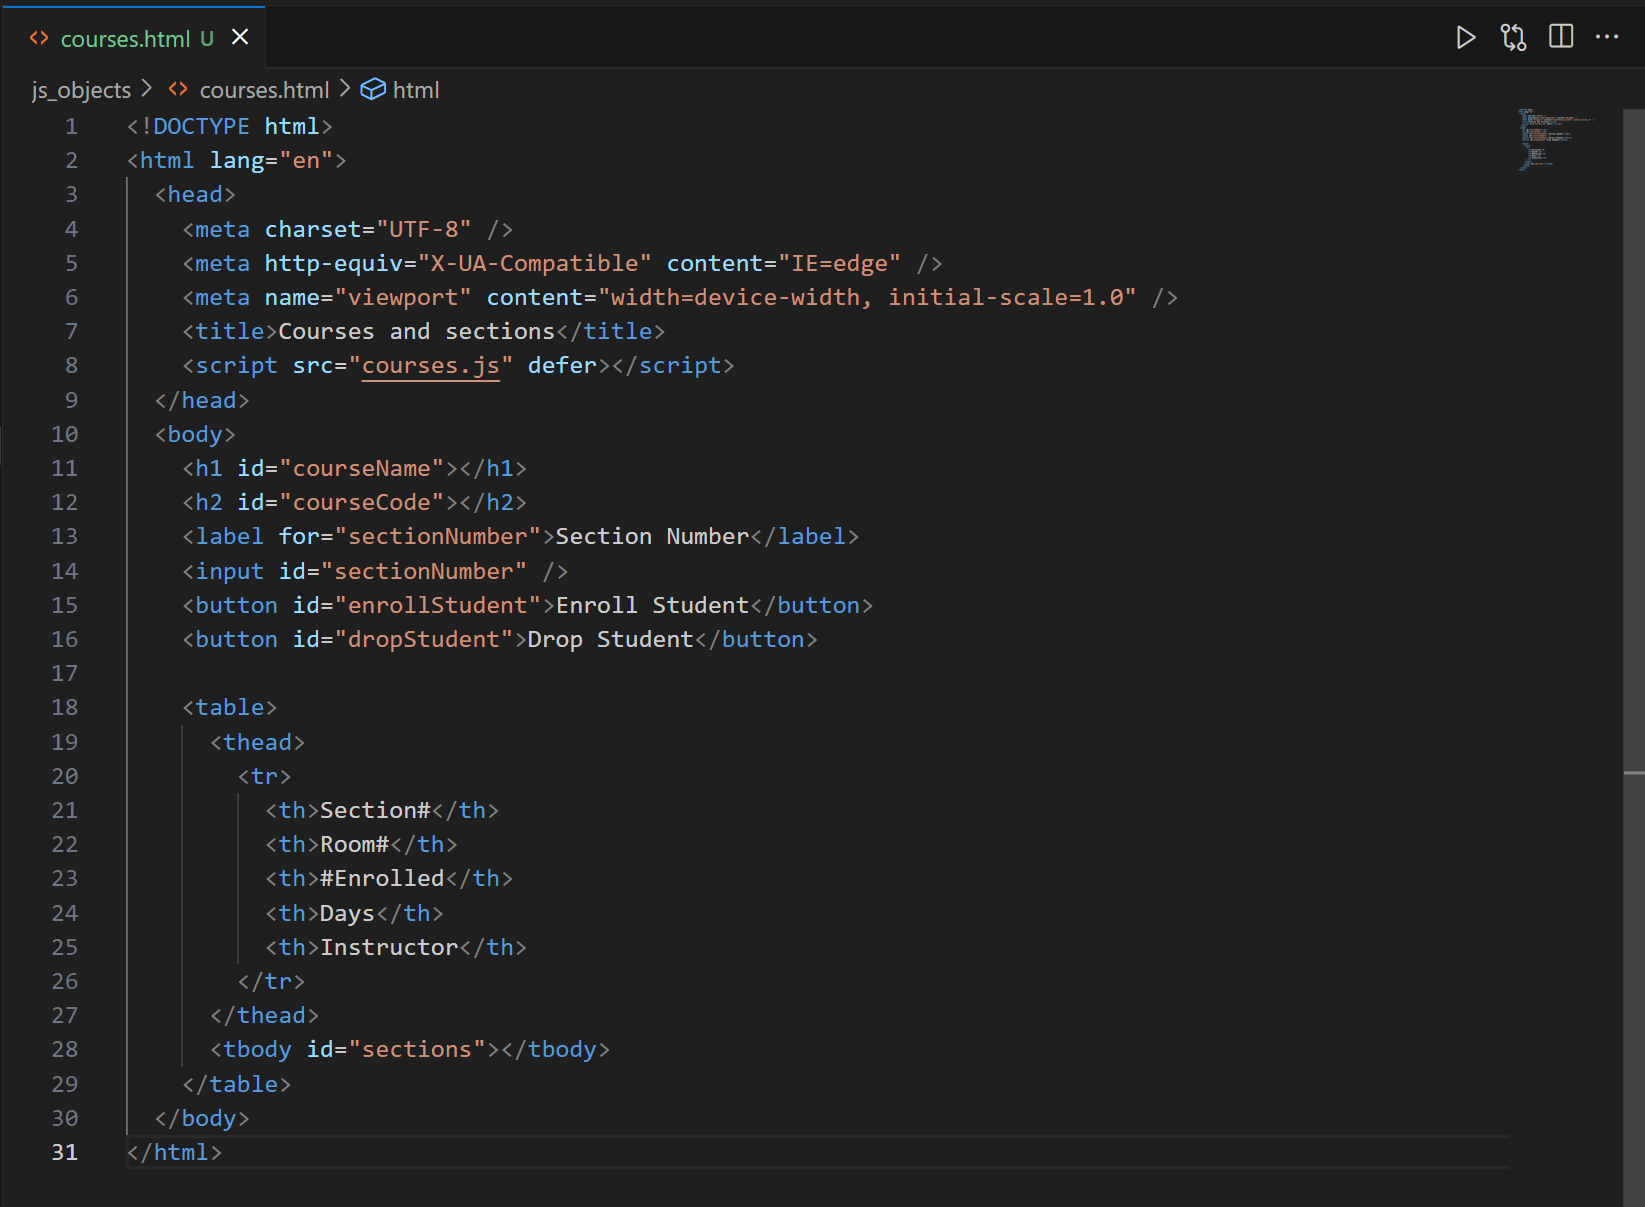 courses.html U
js_objects > courses.html > html
1 <!DOCTYPE html>
2 <html lang="en">
3 <head>
4 <meta charset="UTF-8" />
5 <meta http-equiv="X-UA-Compatible" content="IE=edge" />
6 <meta name="viewport" content="width=device-width, initial-scale=1.0" />
7 <title>Courses and sections</title>
8 <script src="courses.js" defer></script>
9 </head>
10 <body>
11 <h1 id="courseName"></h1>
12 <h2 id="courseCode"></h2>
13 <label for="sectionNumber">Section Number</label>
14 <input id="sectionNumber" />
15 <button id="enrollStudent">Enroll Student</button>
16 <button id="dropStudent">Drop Student</button>
17
18 <table>
19 <thead>
20 <tr>
21 <th>Section#</th>
22 <th>Room#</th>
23 <th>#Enrolled</th>
24 <th>Days</th>
25 <th>Instructor</th>
26 </tr>
27 </thead>
28 <tbody id="sections"></tbody>
29 </table>
30 </body>
31 </html>